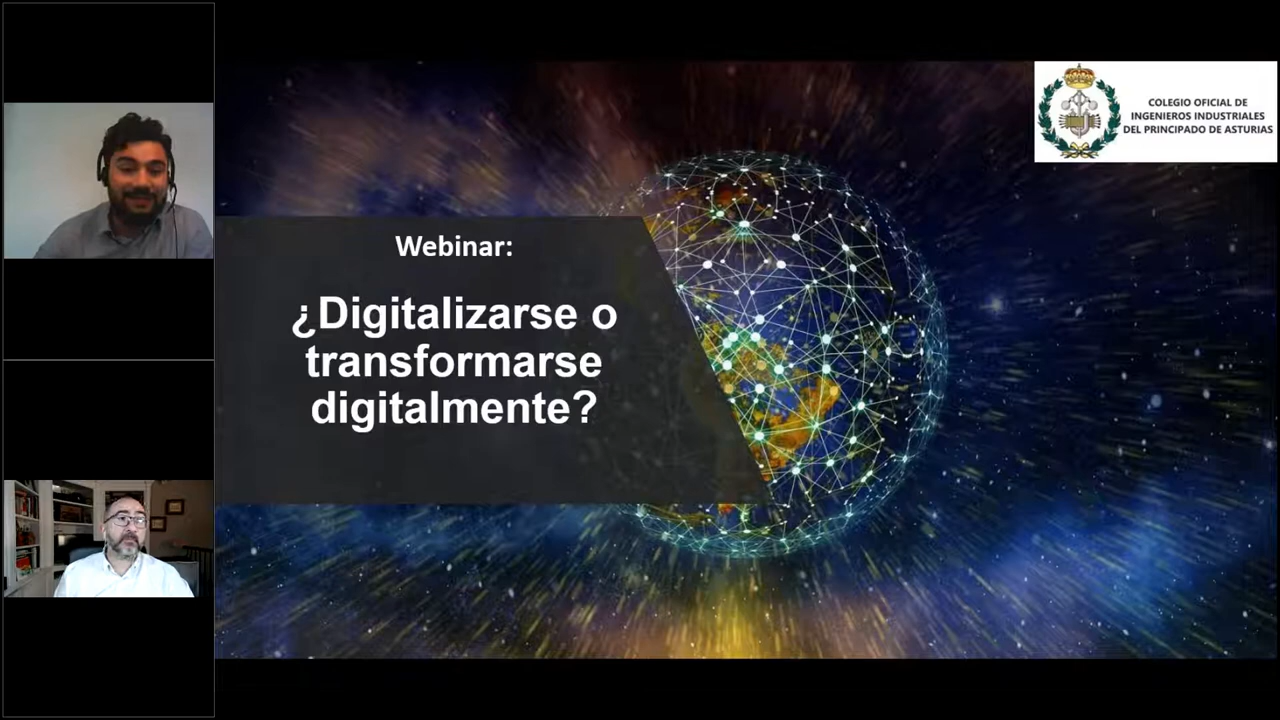 COLEGIO OFICIAL DE
INGENIEROS INDUSTRIALES
DEL PRINCIPADO DE ASTURIAS
Webinar:
¿Digitalizarse o
transformarse
digitalmente?